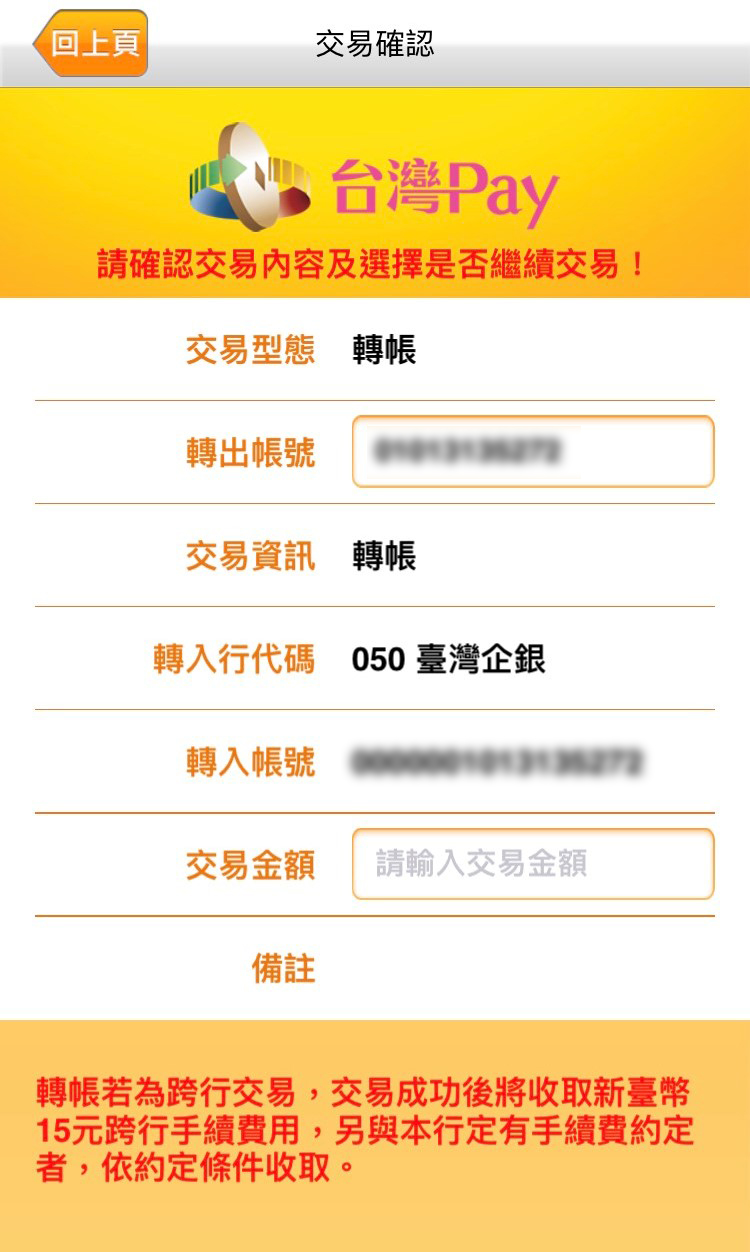 回上頁
交易確認
台灣Pay
請確認交易內容及選擇是否繼續交易！
交易型態 轉帳
轉出帳號
交易資訊 轉帳
轉入行代碼 050 臺灣企銀
轉入帳號
交易金額 請輸入交易金額
備註
轉帳若為跨行交易，交易成功後將收取新臺幣
15元跨行手續費用，另與本行定有手續費約定
者，依約定條件收取。